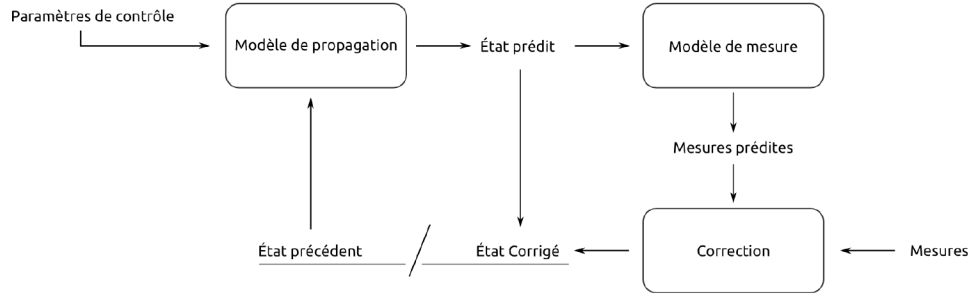 Paramètres de contrôle
Modèle de propagation
État prédit
Modèle de mesure
Mesures prédites
État précédent
État Corrigé
Correction
Mesures